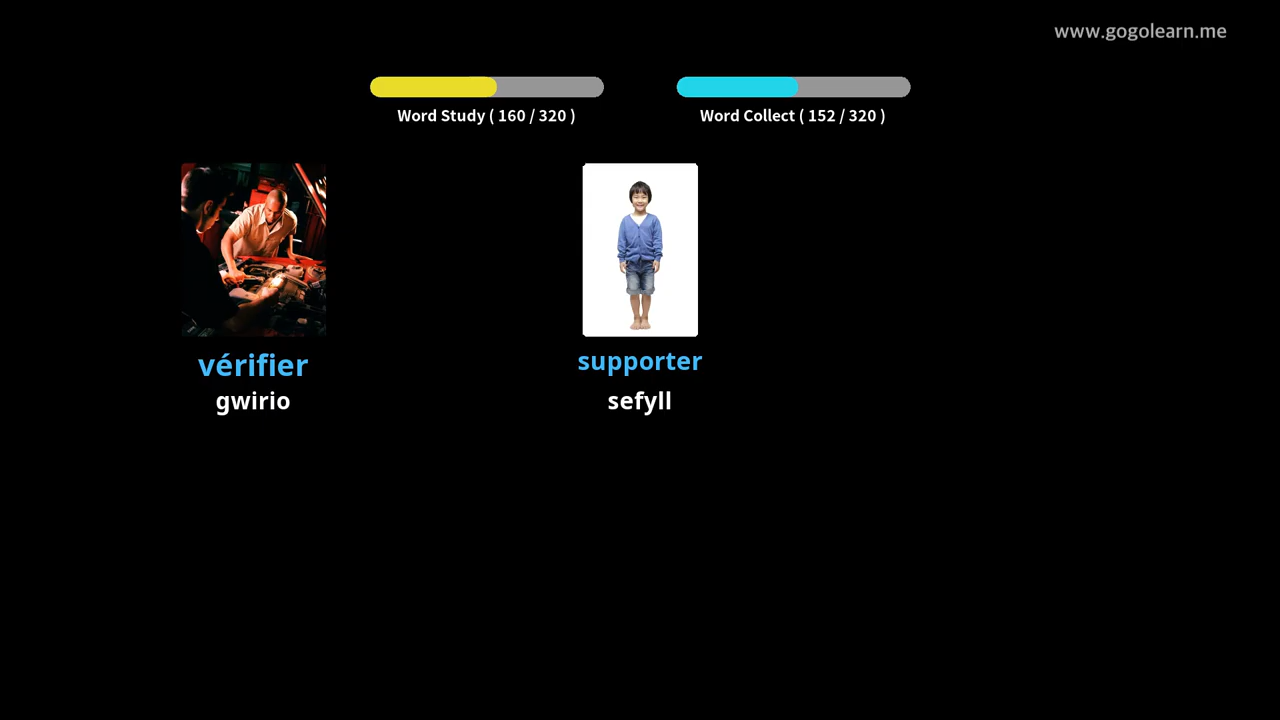 www.gogolearn.me
Word Study ( 160 / 320 )
Word Collect ( 152 / 320 )
vérifier
gwirio
supporter
sefyll